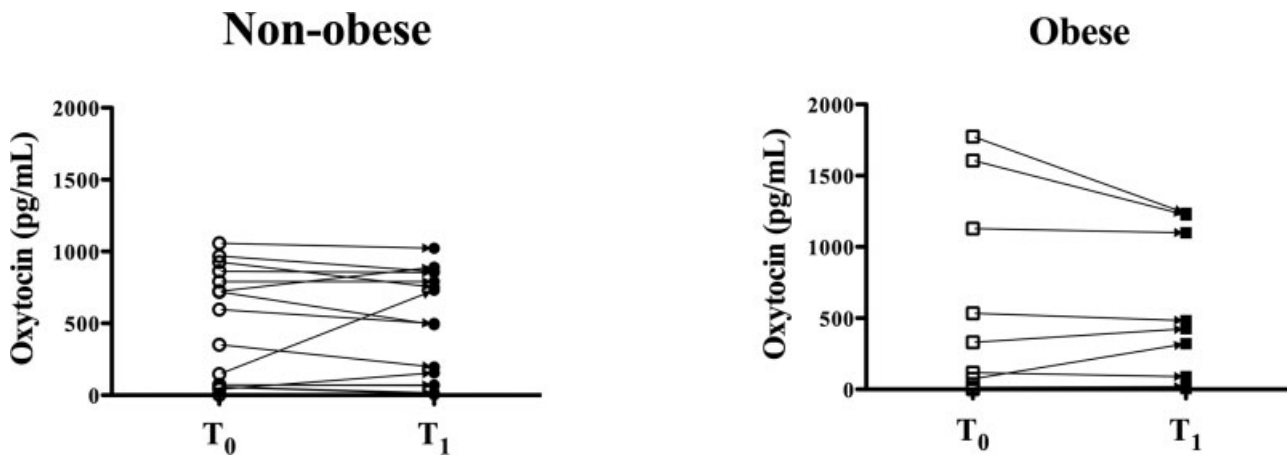 Non-obese
Oxytocin (pg/mL)
2000
1500
1000
500
0
T₀
T₁
Obese
Oxytocin (pg/mL)
2000
1500
1000
500
0
T₀
T₁